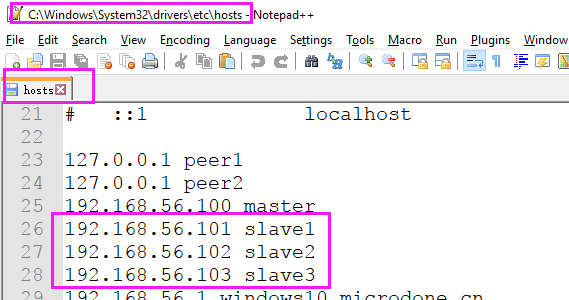 C:\Windows\System32\drivers\etc\hosts - Notepad++
File Edit Search View Encoding Language Settings Tools Macro Run Plugins Window
hosts
21 # ::1 localhost
22
23 127.0.0.1 peer1
24 127.0.0.1 peer2
25 192.168.56.100 master
26 192.168.56.101 slave1
27 192.168.56.102 slave2
28 192.168.56.103 slave3
29 192.168.56.1 windows10.microdone.cn